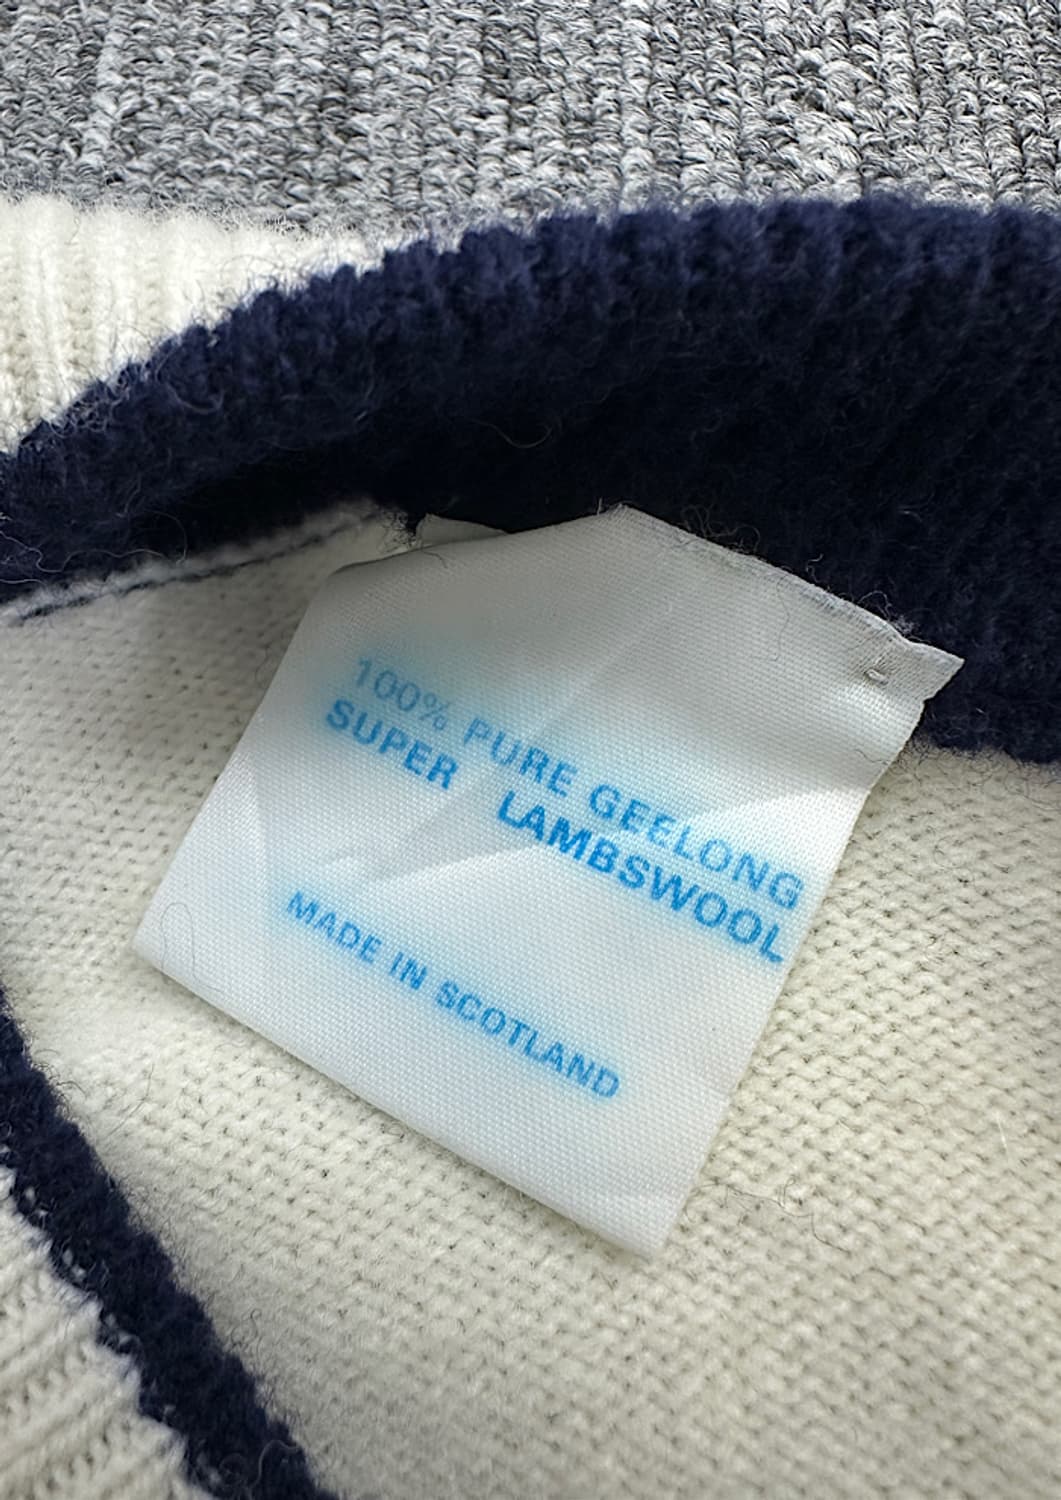 100% PURE GEELONG
SUPER LAMBSWOOL
MADE IN SCOTLAND